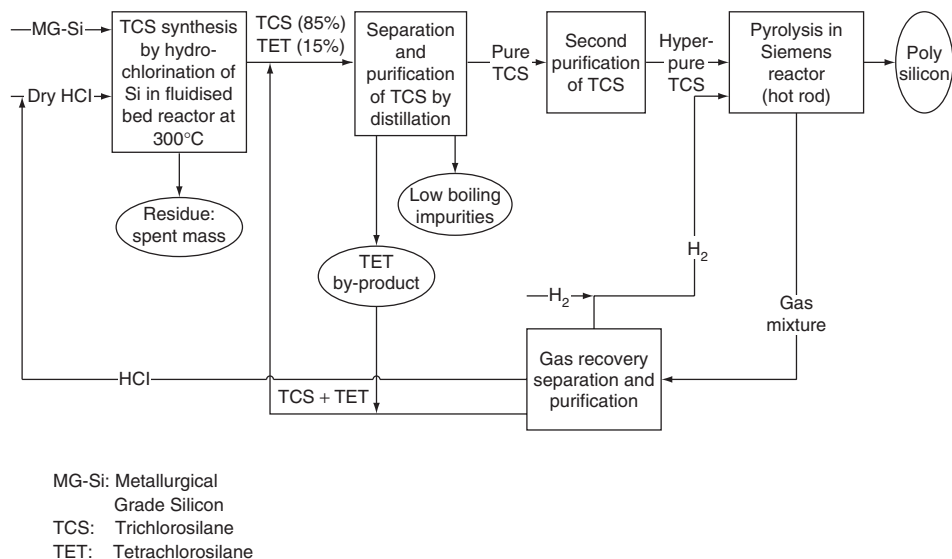 MG-Si
Dry HCl
TCS synthesis
by hydro-
chlorination of
Si in fluidised
bed reactor at
300°C
Residue:
spent mass
TCS (85%)
TET (15%)
Separation
and
purification
of TCS by
distillation
Low boiling
impurities
TET
by-product
Pure
TCS
Second
purification
of TCS
Hyper-
pure
TCS
Pyrolysis in
Siemens
reactor
(hot rod)
Poly
silicon
H2
H2
Gas
mixture
Gas recovery
separation and
purification
HCl
TCS + TET
MG-Si: Metallurgical
Grade Silicon
TCS: Trichlorosilane
TET: Tetrachlorosilane